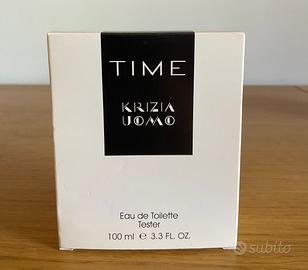 TIME
KRIZIA
UOMO
Eau de Toilette
Tester
100 ml e 3.3 FL. OZ.
subito